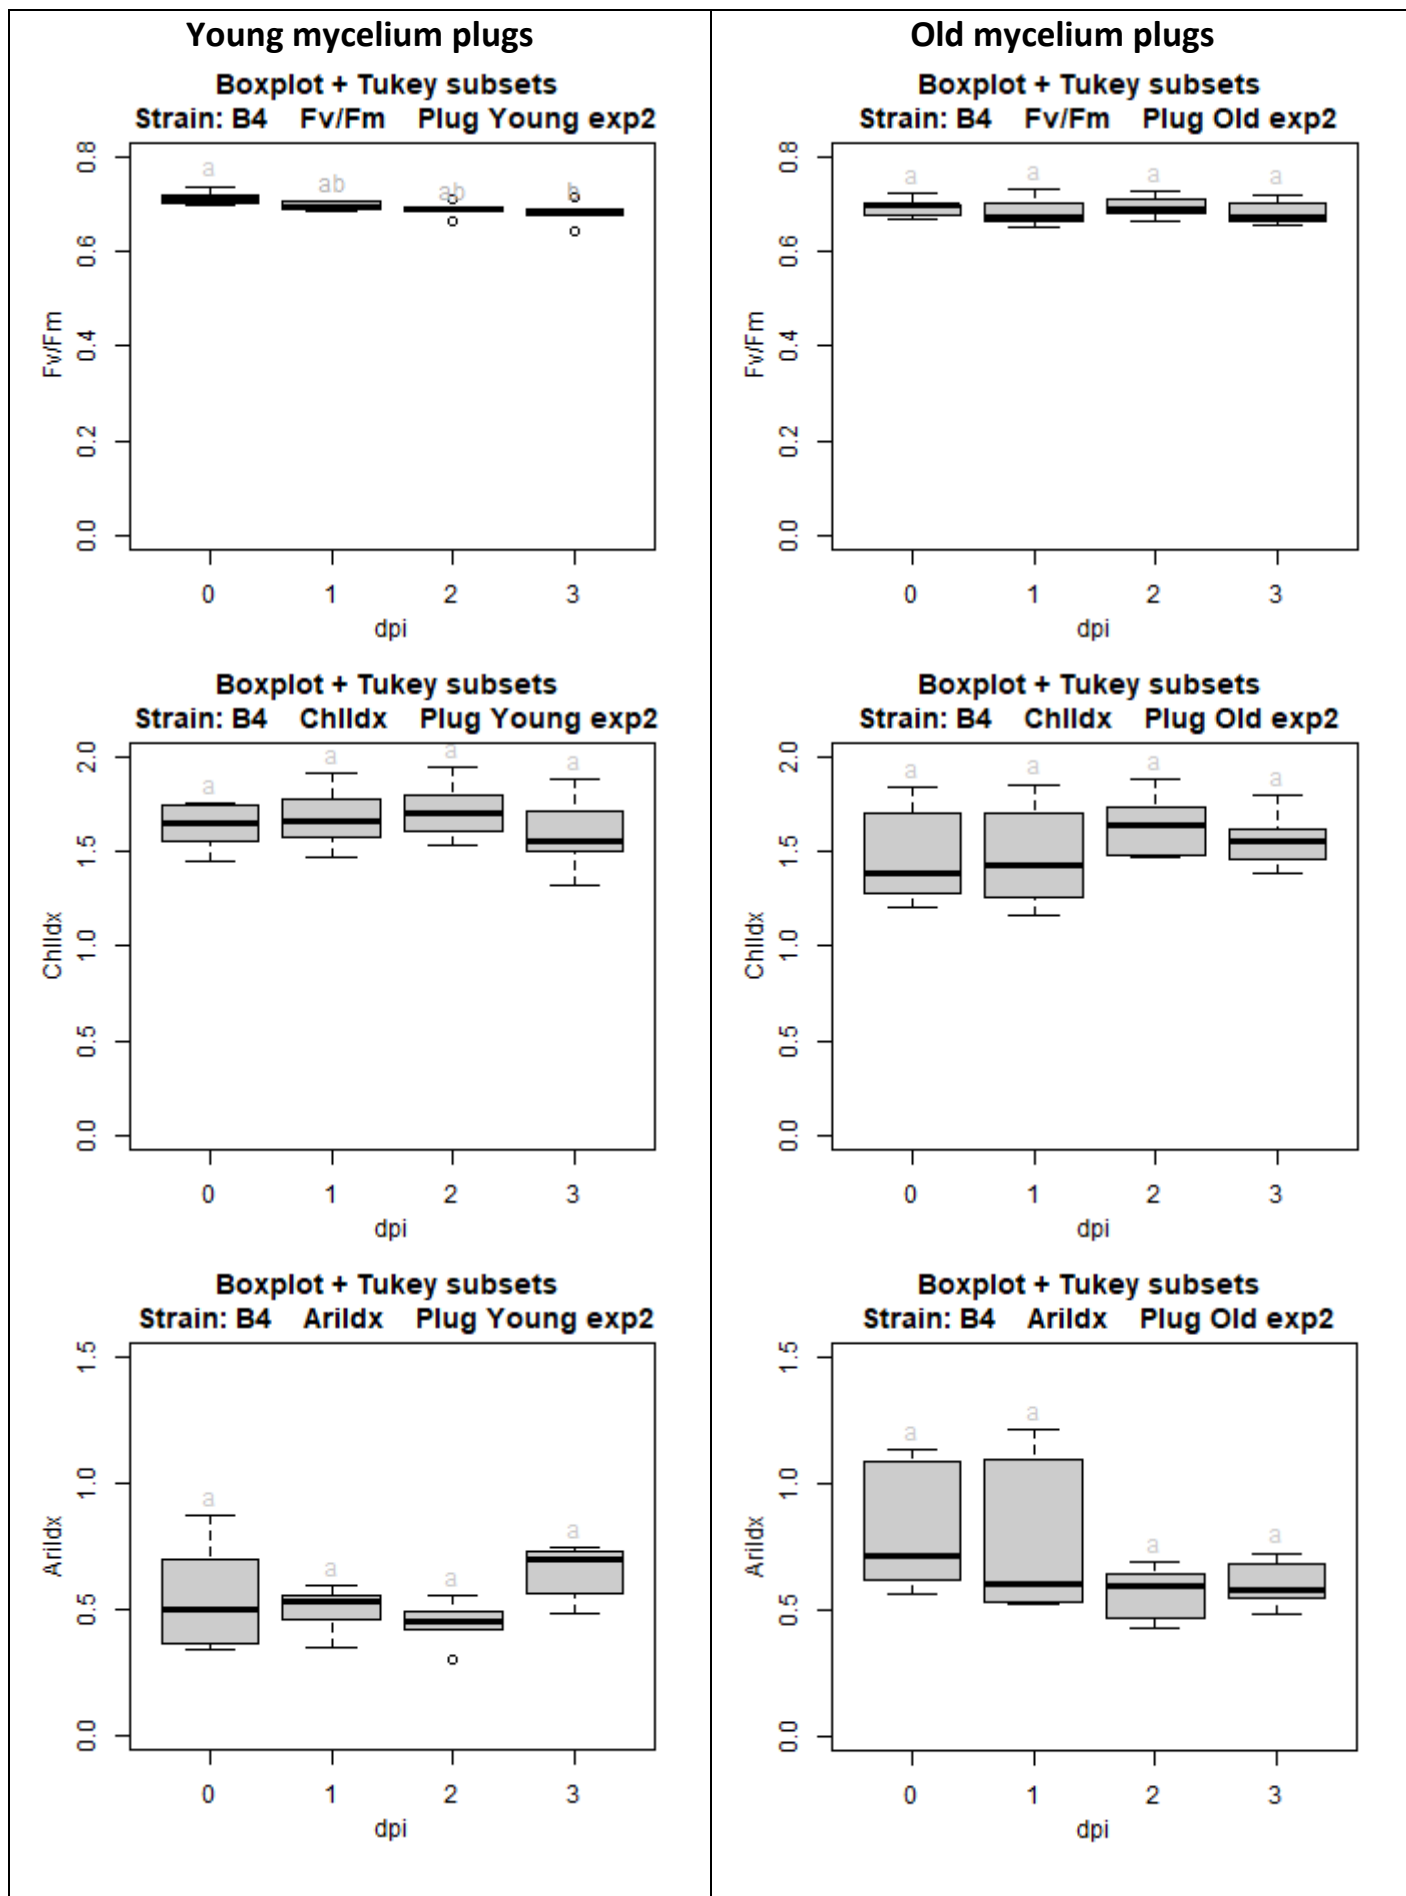 Young mycelium plugs
Boxplot + Tukey subsets
Strain: B4 Fv/Fm Plug Young exp2
0.8
0.6
0.4
0.2
0.0
Fv/Fm
a
ab
ab
b
0 1 2 3
dpi
Boxplot + Tukey subsets
Strain: B4 ChlIdx Plug Young exp2
2.0
1.5
1.0
0.5
0.0
ChlIdx
a
a
a
a
0 1 2 3
dpi
Boxplot + Tukey subsets
Strain: B4 AriIdx Plug Young exp2
1.5
1.0
0.5
0.0
AriIdx
a
a
a
a
0 1 2 3
dpi
Old mycelium plugs
Boxplot + Tukey subsets
Strain: B4 Fv/Fm Plug Old exp2
0.8
0.6
0.4
0.2
0.0
Fv/Fm
a
a
a
a
0 1 2 3
dpi
Boxplot + Tukey subsets
Strain: B4 ChlIdx Plug Old exp2
2.0
1.5
1.0
0.5
0.0
ChlIdx
a
a
a
a
0 1 2 3
dpi
Boxplot + Tukey subsets
Strain: B4 AriIdx Plug Old exp2
1.5
1.0
0.5
0.0
AriIdx
a
a
a
a
0 1 2 3
dpi